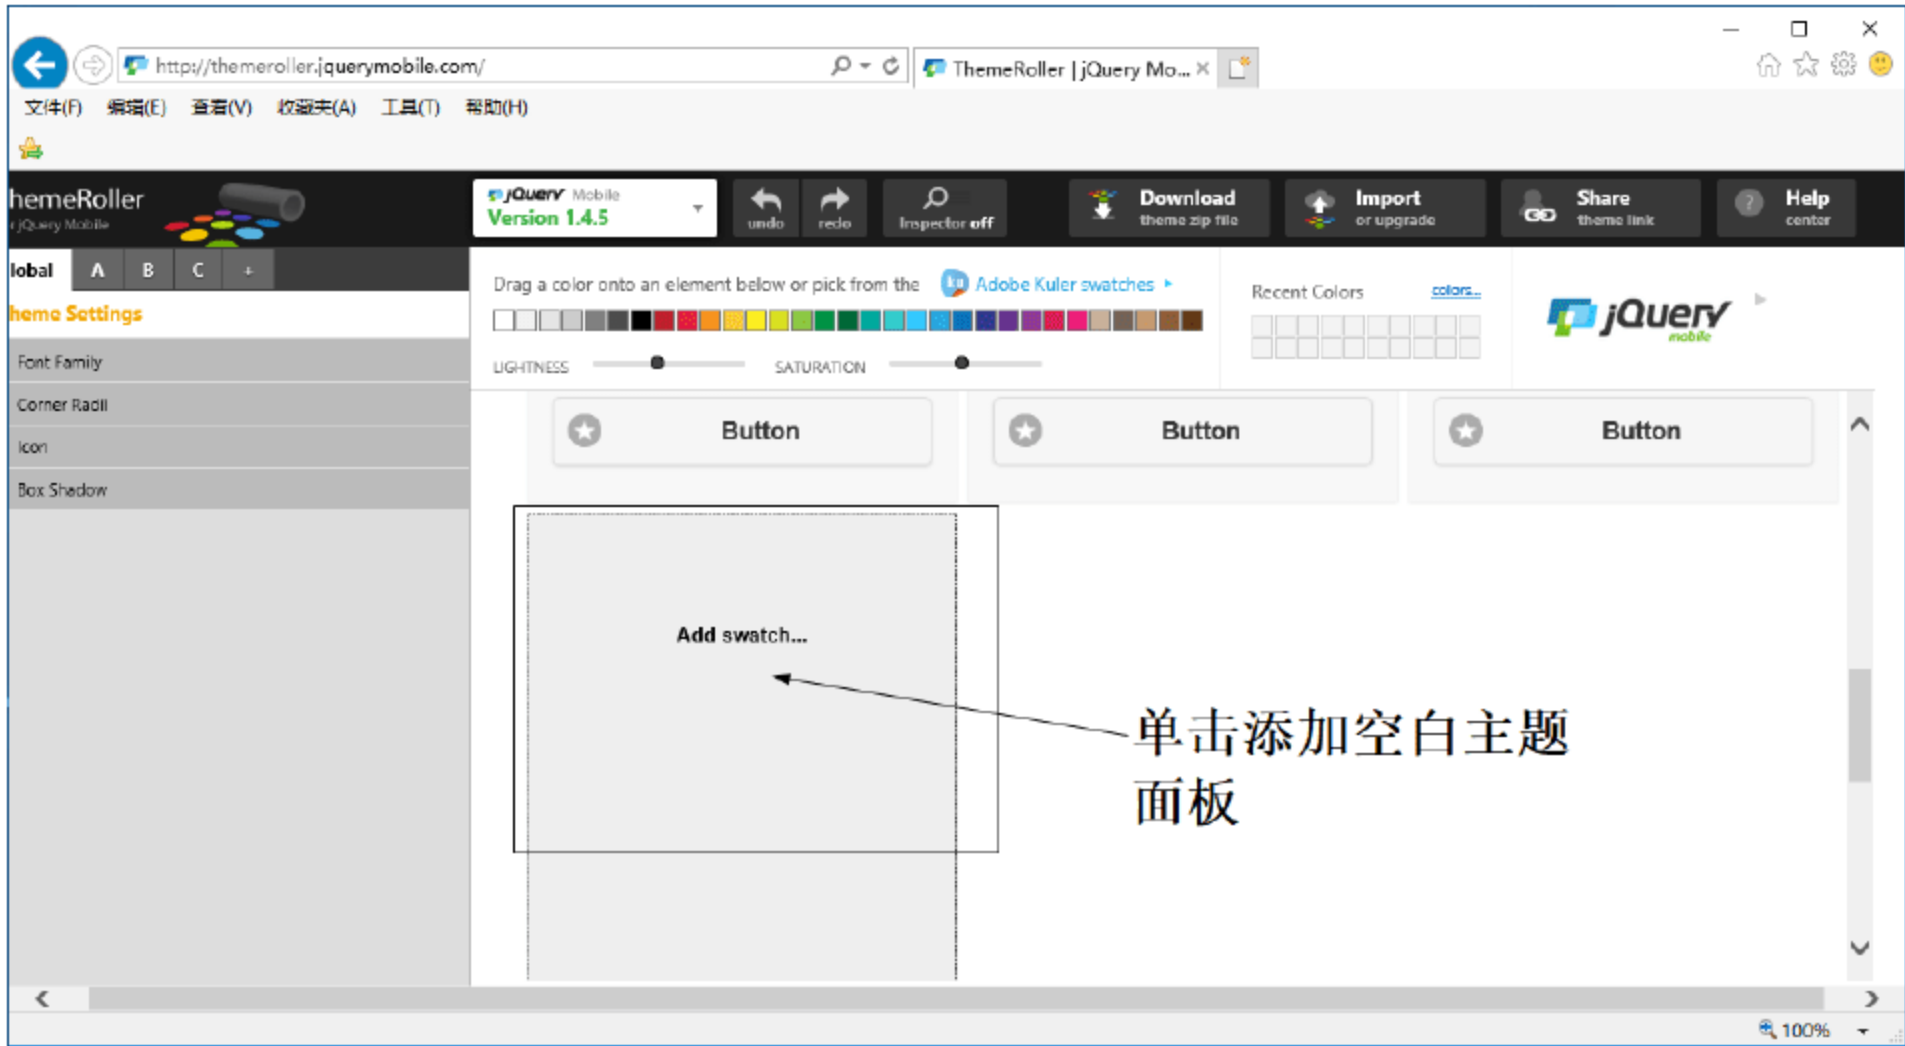 http://themeroller.jquerymobile.com/
ThemeRoller | jQuery Mo...
文件(F) 编辑(E) 查看(V) 收藏夹(A) 工具(T) 帮助(H)
hemeRoller
r jQuery Mobile
jQuery Mobile
Version 1.4.5
undo
redo
Inspector off
Download
theme zip file
Import
or upgrade
Share
theme link
?
Help
center
lobal A B C +
heme Settings
Font Family
Corner Radii
Icon
Box Shadow
Drag a color onto an element below or pick from the ku Adobe Kuler swatches
LIGHTNESS
SATURATION
Recent Colors colors...
jQuery
mobile
Button
Button
Button
Add swatch...
单击添加空白主题
面板
100%